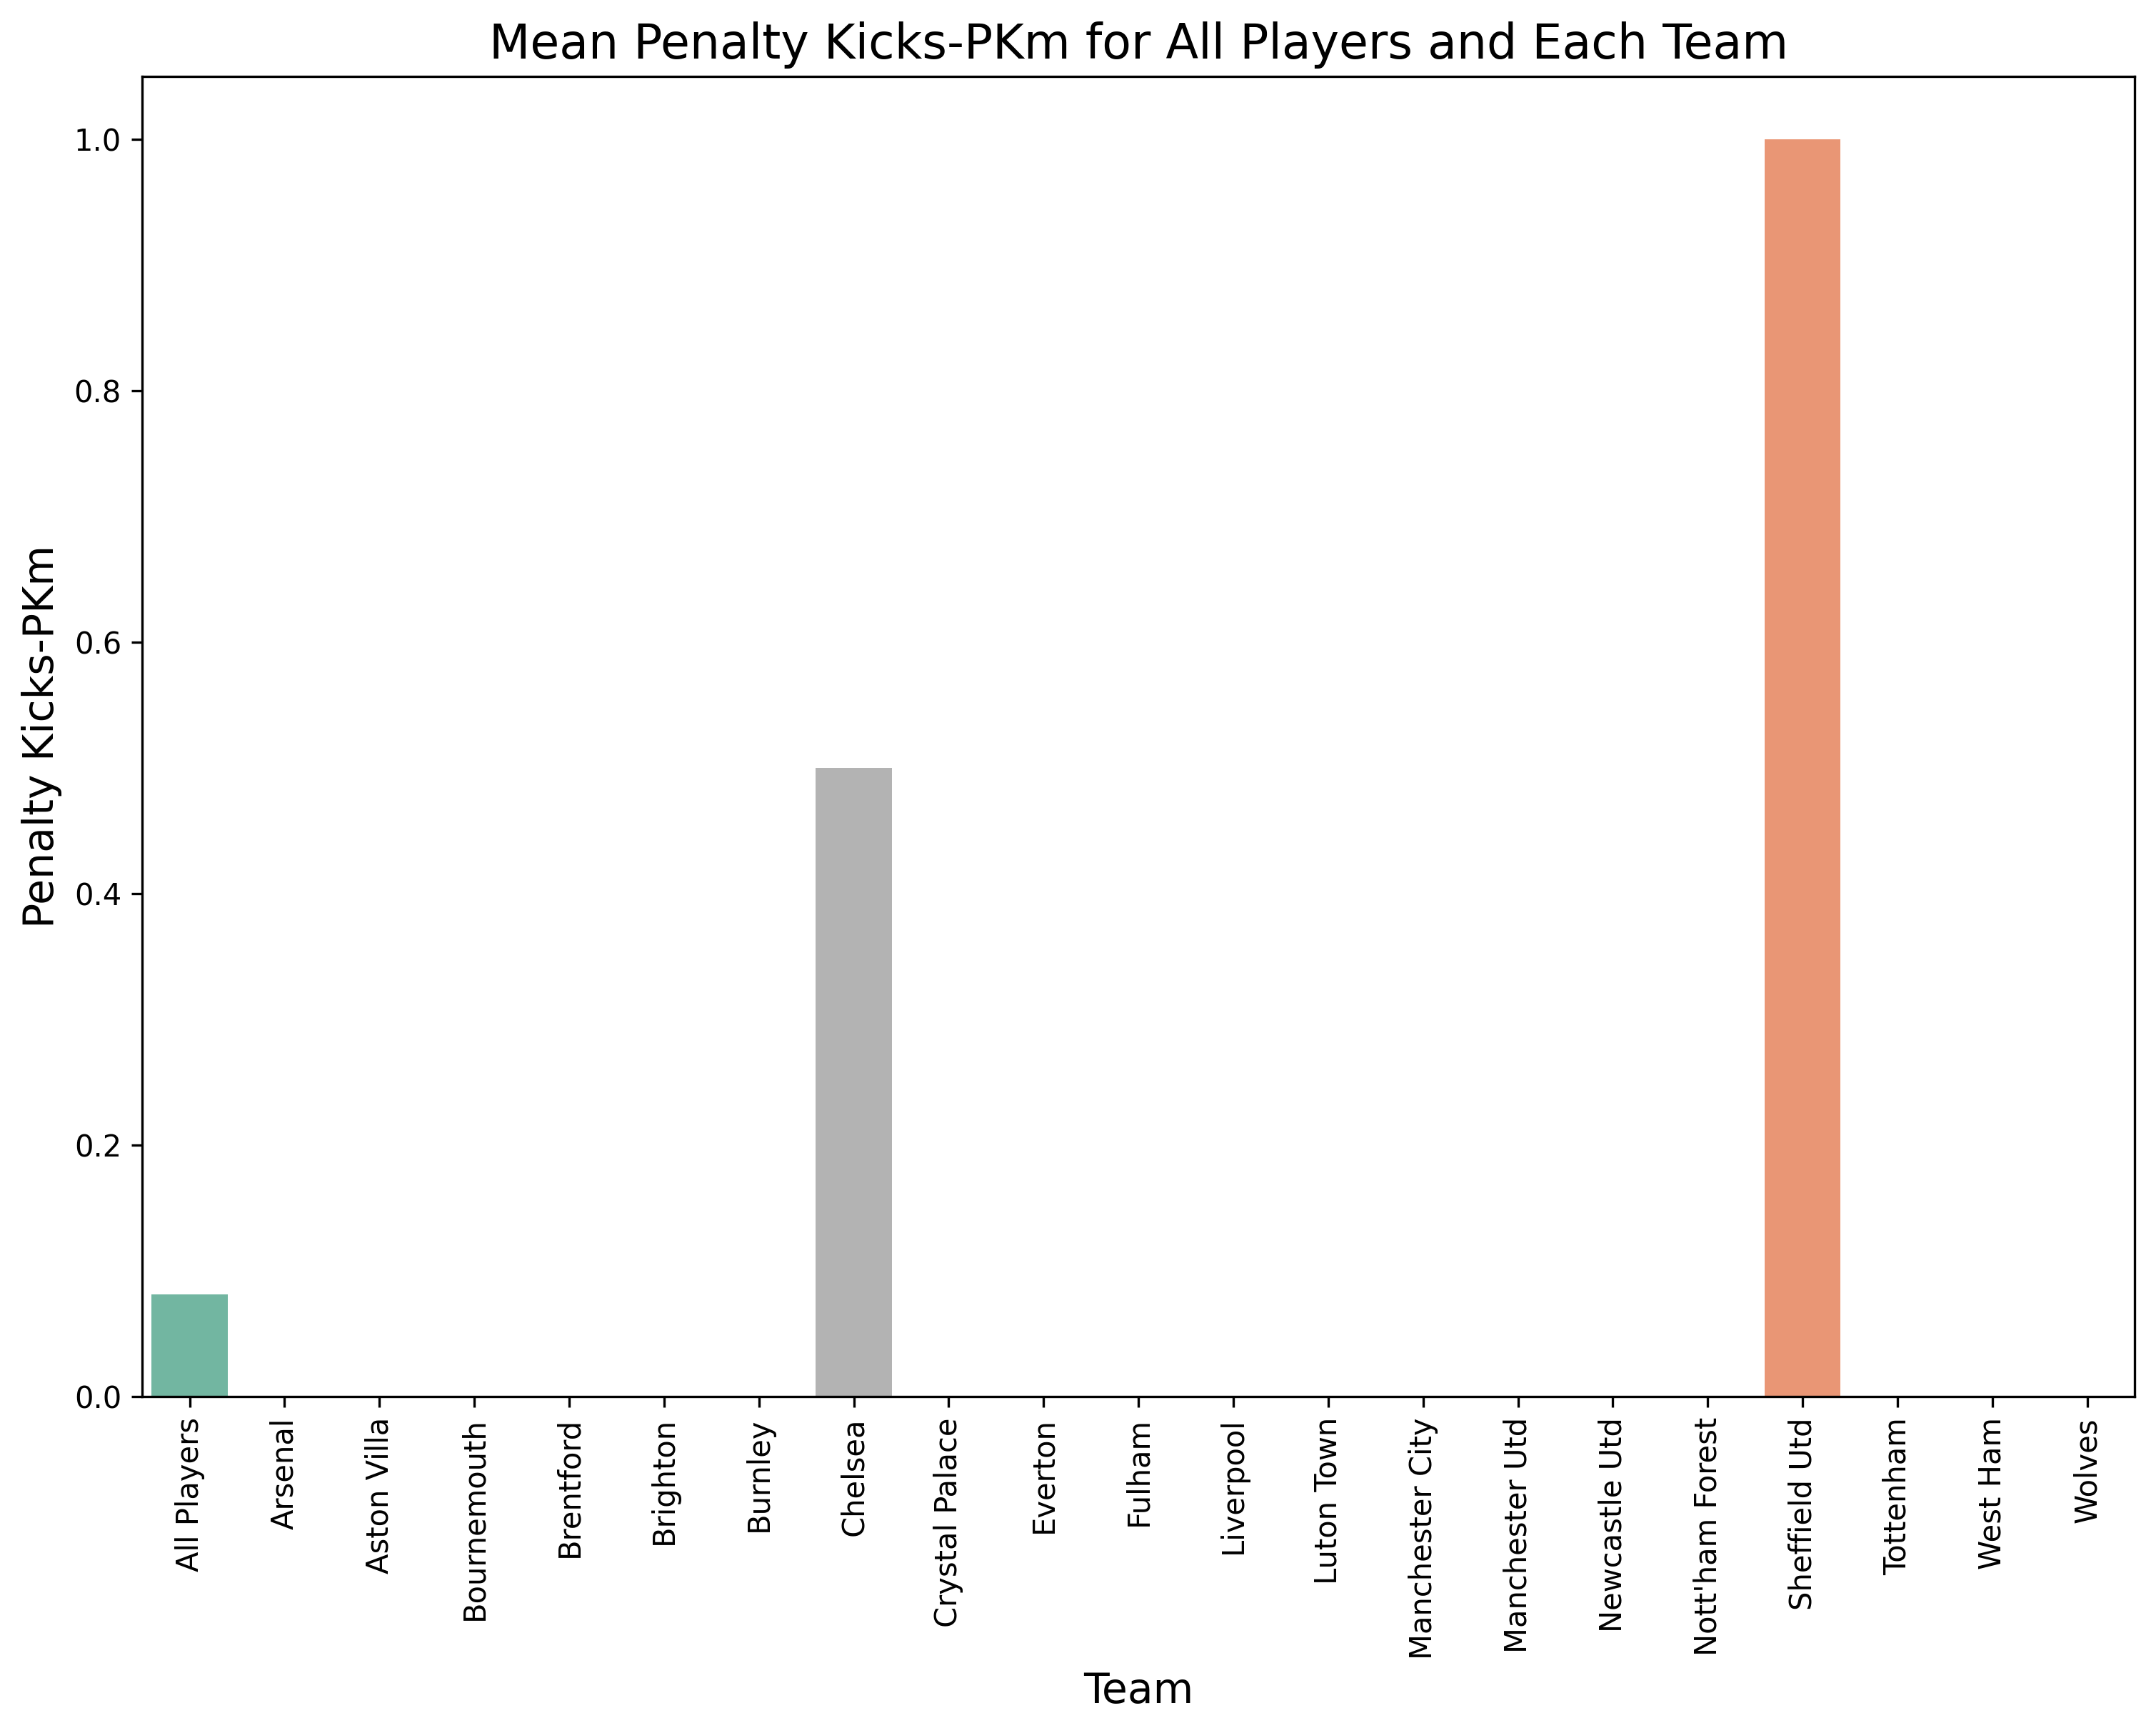 Mean Penalty Kicks-PKm for All Players and Each Team
Penalty Kicks-PKm
1.0
0.8
0.6
0.4
0.2
0.0
All Players
Arsenal
Aston Villa
Bournemouth
Brentford
Brighton
Burnley
Chelsea
Crystal Palace
Everton
Fulham
Liverpool
Luton Town
Manchester City
Manchester Utd
Newcastle Utd
Nott'ham Forest
Sheffield Utd
Tottenham
West Ham
Wolves
Team